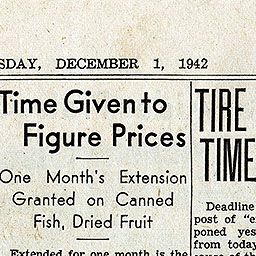 SDAY, DECEMBER 1, 1942
Time Given to
Figure Prices
One Month's Extension
Granted on Canned
Fish, Dried Fruit
Extended for one month is the
TIRE
TIME
Deadline
post of "e
poned yes
from today